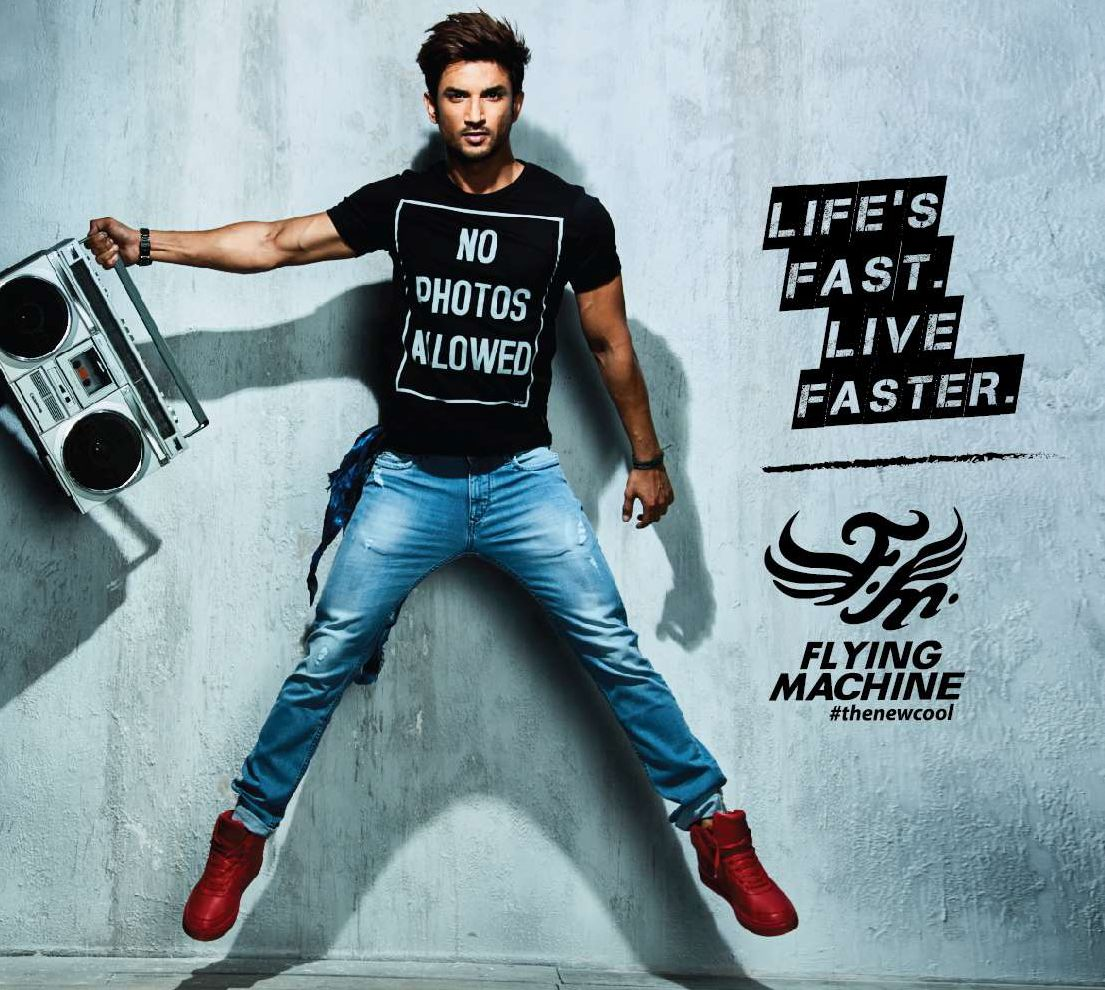 NO
PHOTOS
ALLOWED
LIFE'S
FAST.
LIVE
FASTER.
F.m.
FLYING
MACHINE
#thenewcool